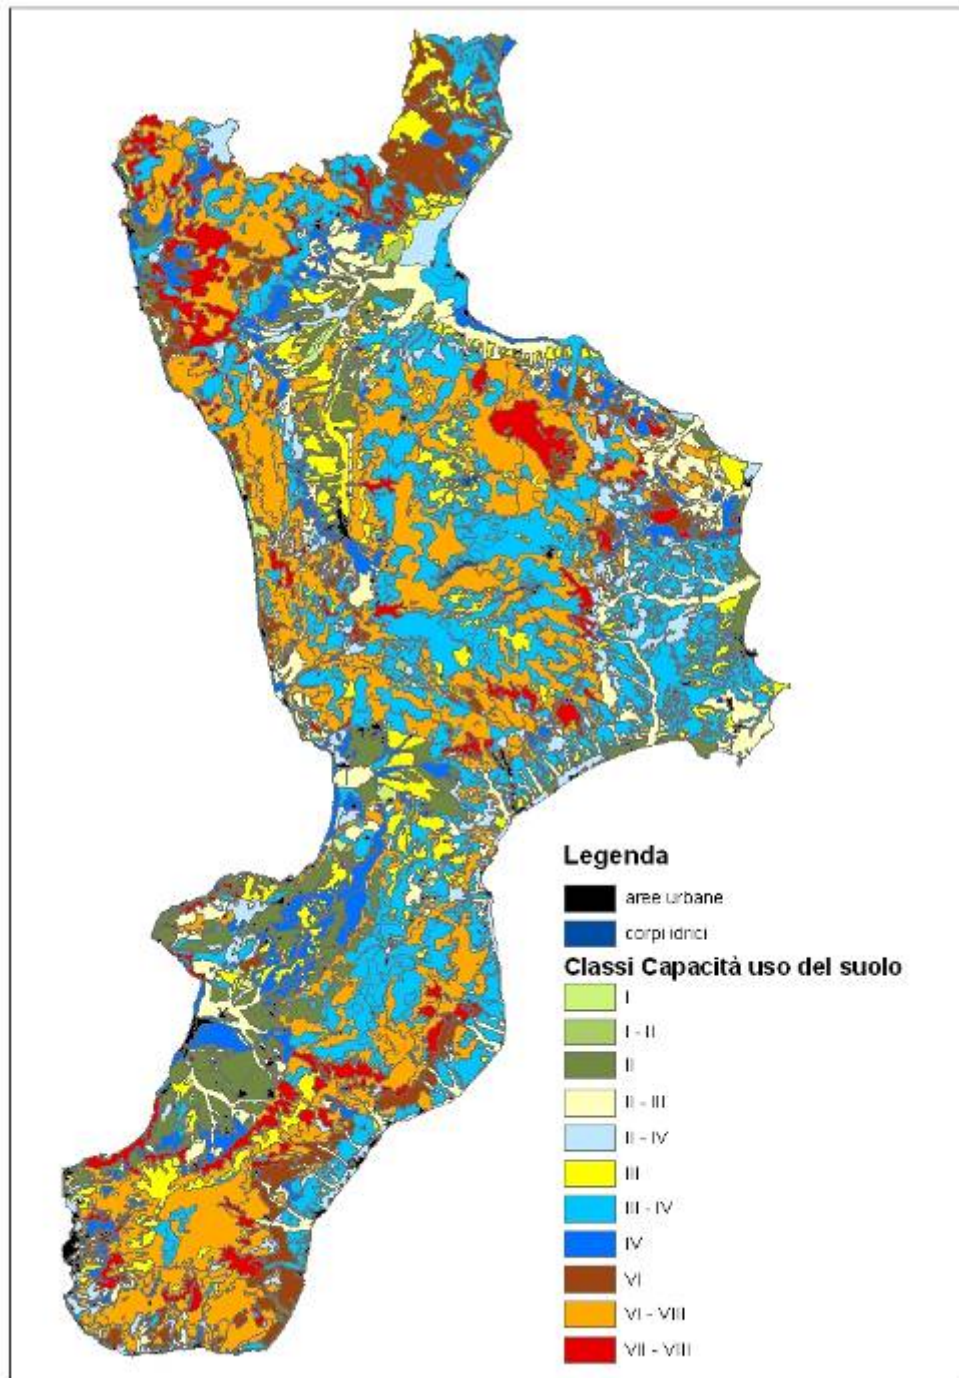 Legenda
aree urbane
corpi idrici
Classi Capacità uso del suolo
I
I - II
II
II - III
II - IV
III
III - IV
IV
VI
VI - VIII
VII - VIII